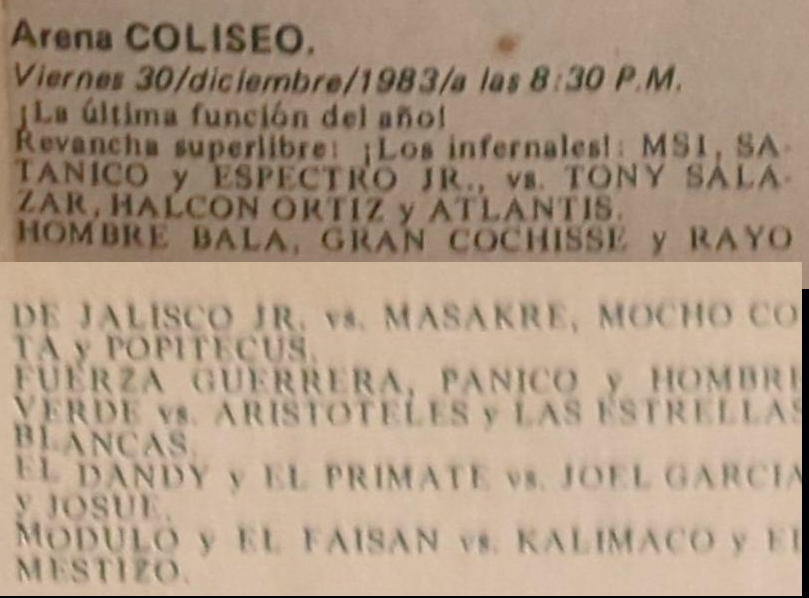 Arena COLISEO.
Viernes 30/diciembre/1983/a las 8:30 P.M.
¡La última función del año!
Revancha superlibre: ¡Los infernales!: MS1, SA-
TANICO y ESPECTRO JR., vs. TONY SALA-
ZAR, HALCON ORTIZ y ATLANTIS.
HOMBRE BALA, GRAN COCHISSE y RAYO
DE JALISCO JR. vs. MASAKRE, MOCHO CO
TA y POPITECUS.
FUERZA GUERRERA, PANICO y HOMBRE
VERDE vs. ARISTOTELES y LAS ESTRELLAS
BLANCAS.
EL DANDY y EL PRIMATE vs. JOEL GARCIA
y JOSUE.
MODULO y EL FAISAN vs. KALIMACO y EL
MESTIZO.